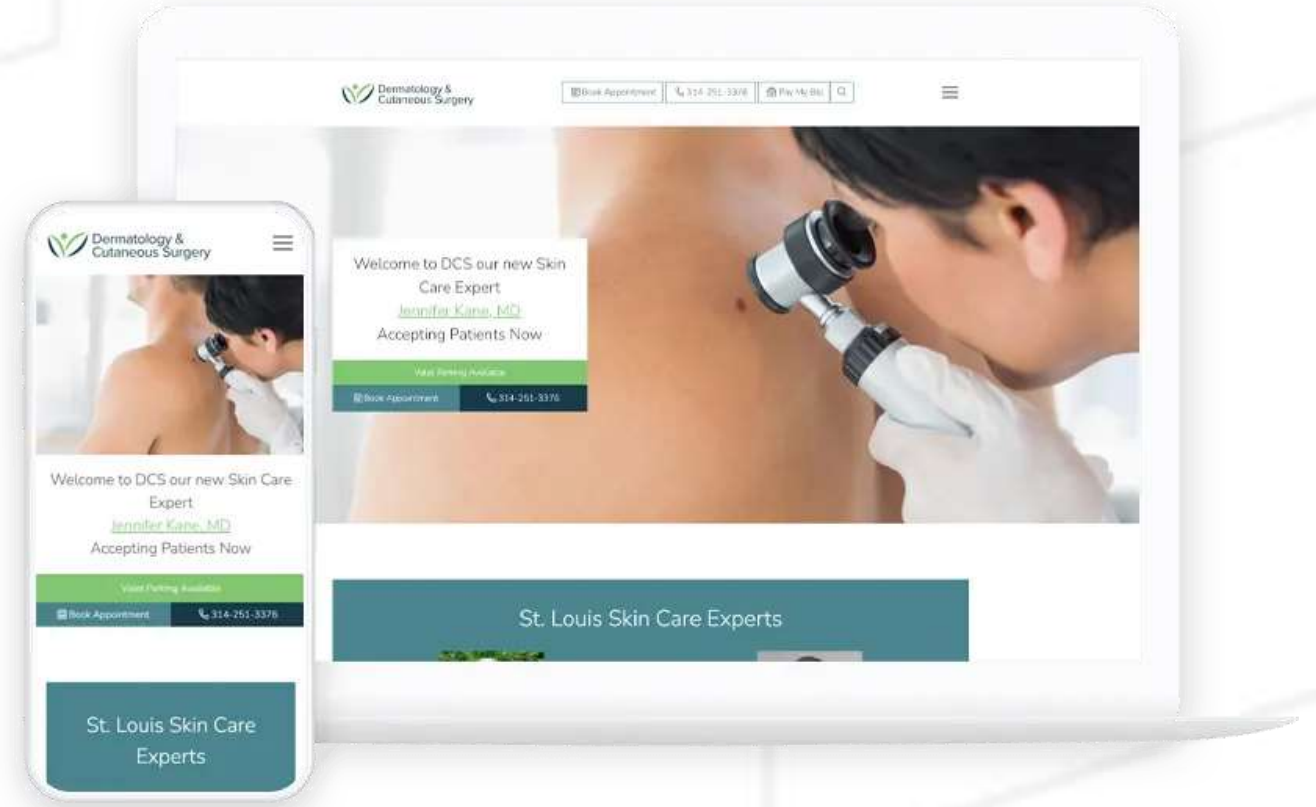 Dermatology &
Cutaneous Surgery
Book Appointment
314-251-3376
Pay My Bill
Welcome to DCS our new Skin
Care Expert
Jennifer Kane, MD
Accepting Patients Now
Valet Parking Available
Book Appointment
314-251-3376
St. Louis Skin Care Experts
Dermatology &
Cutaneous Surgery
Welcome to DCS our new Skin Care
Expert
Jennifer Kane, MD
Accepting Patients Now
Valet Parking Available
Book Appointment
314-251-3376
St. Louis Skin Care
Experts